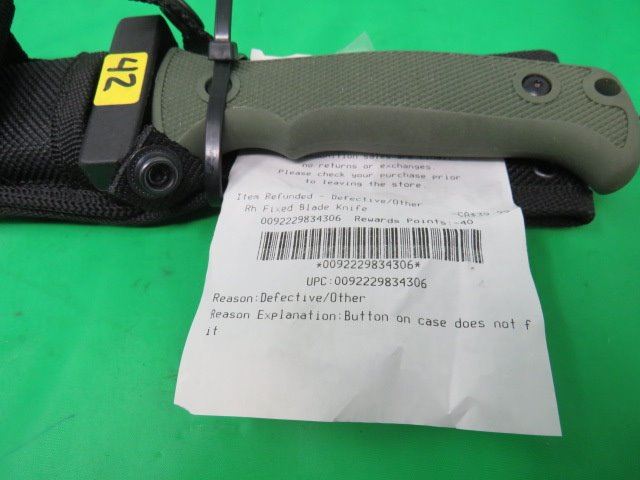 42
no returns or exchanges.
Please check your purchase prior
to leaving the store.
Item Refunded - Defective/Other
Rh Fixed Blade Knife
0092229834306 Rewards Points:-40
*0092229834306*
UPC:0092229834306
Reason:Defective/Other
Reason Explanation:Button on case does not f
it